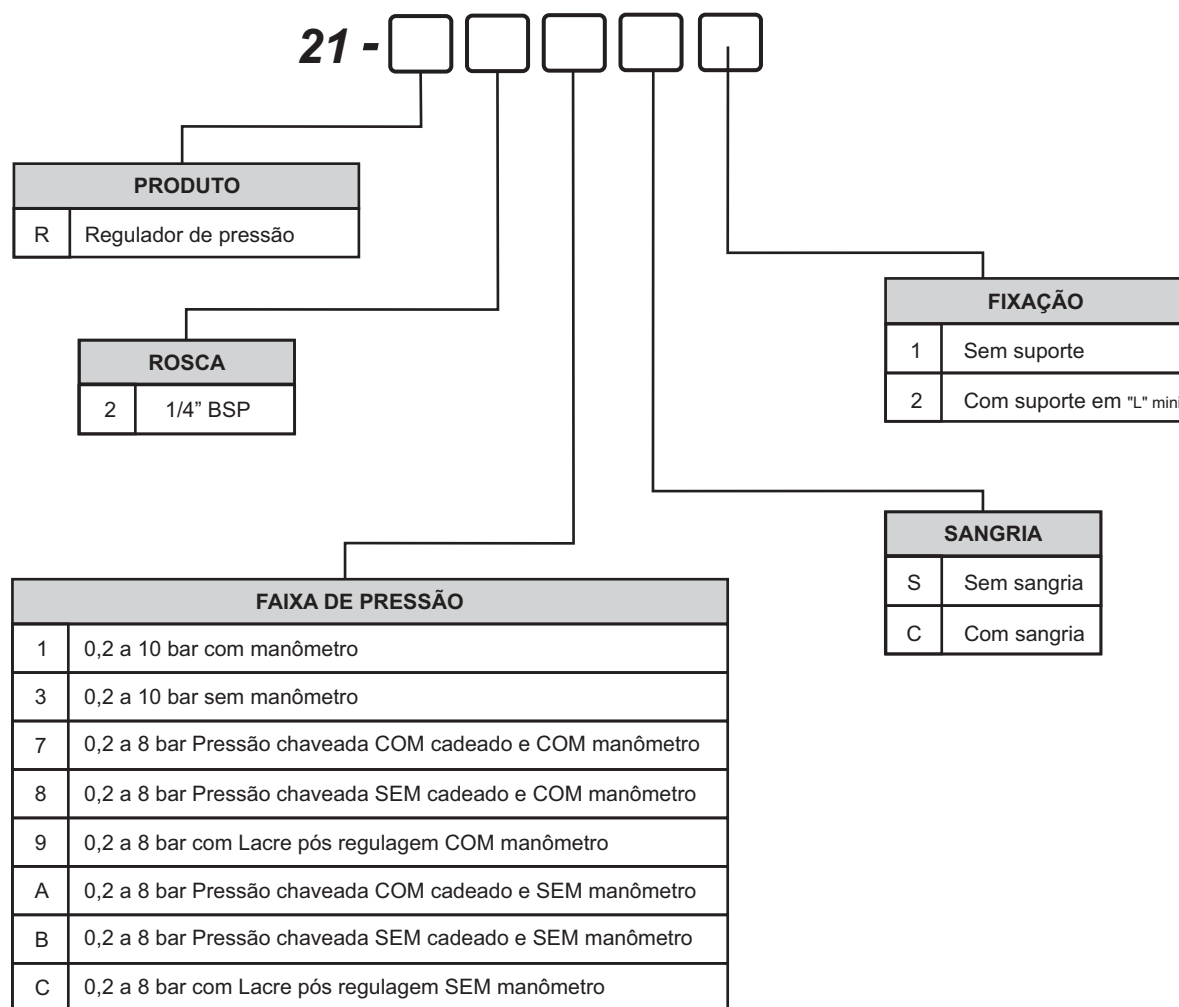 21 -
PRODUTO
R Regulador de pressão
ROSCA
2 1/4” BSP
FIXAÇÃO
1 Sem suporte
2 Com suporte em "L" mini
SANGRIA
S Sem sangria
C Com sangria
FAIXA DE PRESSÃO
1 0,2 a 10 bar com manômetro
3 0,2 a 10 bar sem manômetro
7 0,2 a 8 bar Pressão chaveada COM cadeado e COM manômetro
8 0,2 a 8 bar Pressão chaveada SEM cadeado e COM manômetro
9 0,2 a 8 bar com Lacre pós regulagem COM manômetro
A 0,2 a 8 bar Pressão chaveada COM cadeado e SEM manômetro
B 0,2 a 8 bar Pressão chaveada SEM cadeado e SEM manômetro
C 0,2 a 8 bar com Lacre pós regulagem SEM manômetro